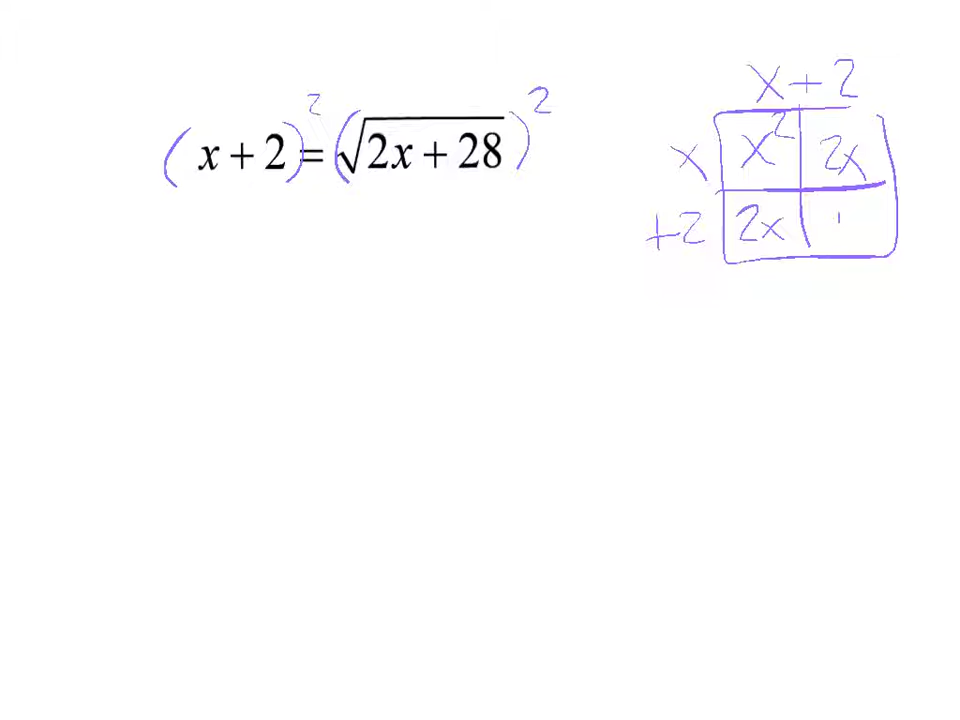 x + 2
(x + 2)² = (√2x + 28)²
x x² 2x
+2 2x